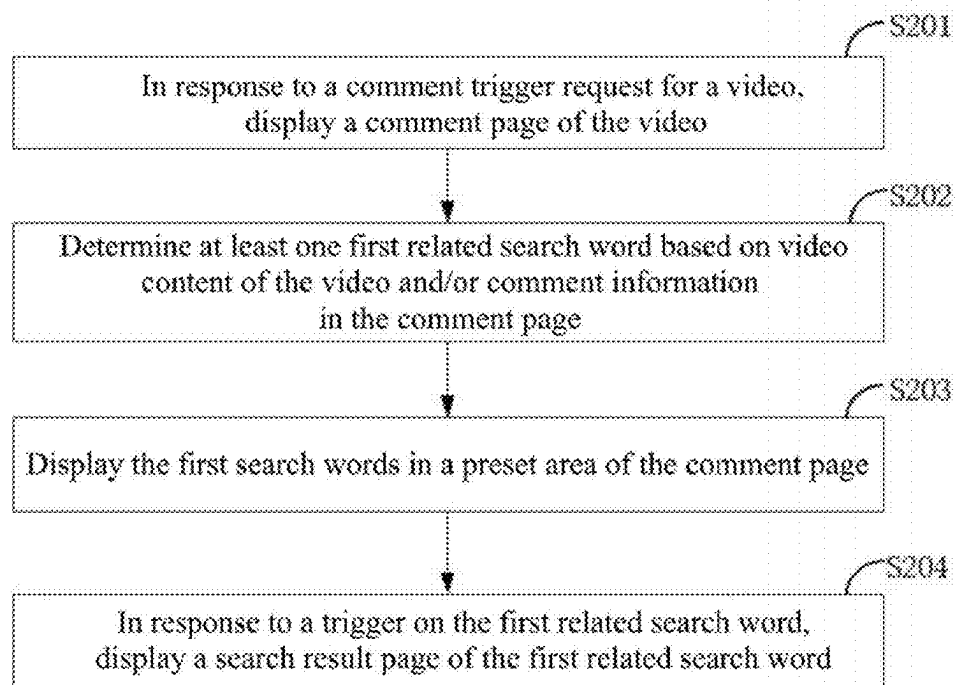 S201
In response to a comment trigger request for a video,
display a comment page of the video
S202
Determine at least one first related search word based on video
content of the video and/or comment information
in the comment page
S203
Display the first search words in a preset area of the comment page
S204
In response to a trigger on the first related search word,
display a search result page of the first related search word